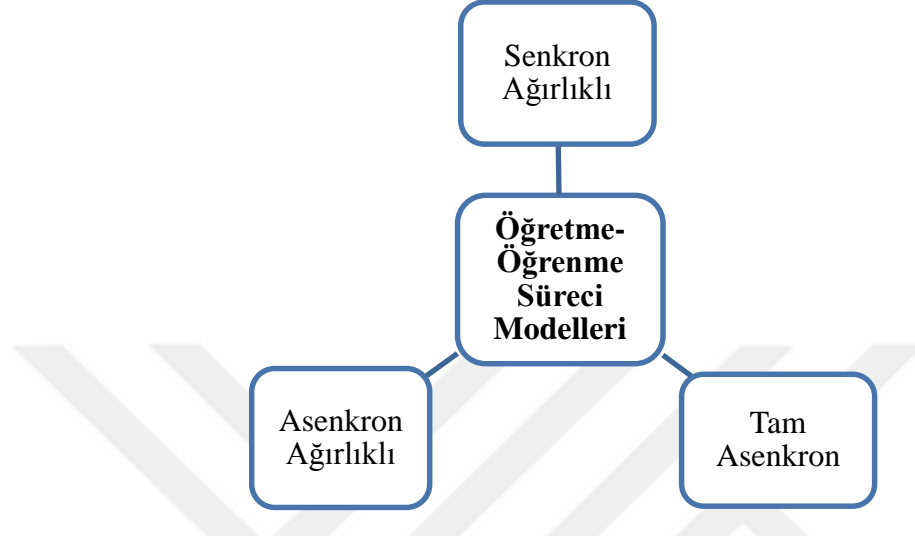 Senkron
Ağırlıklı
Öğretme-
Öğrenme
Süreci
Modelleri
Asenkron
Ağırlıklı
Tam
Asenkron